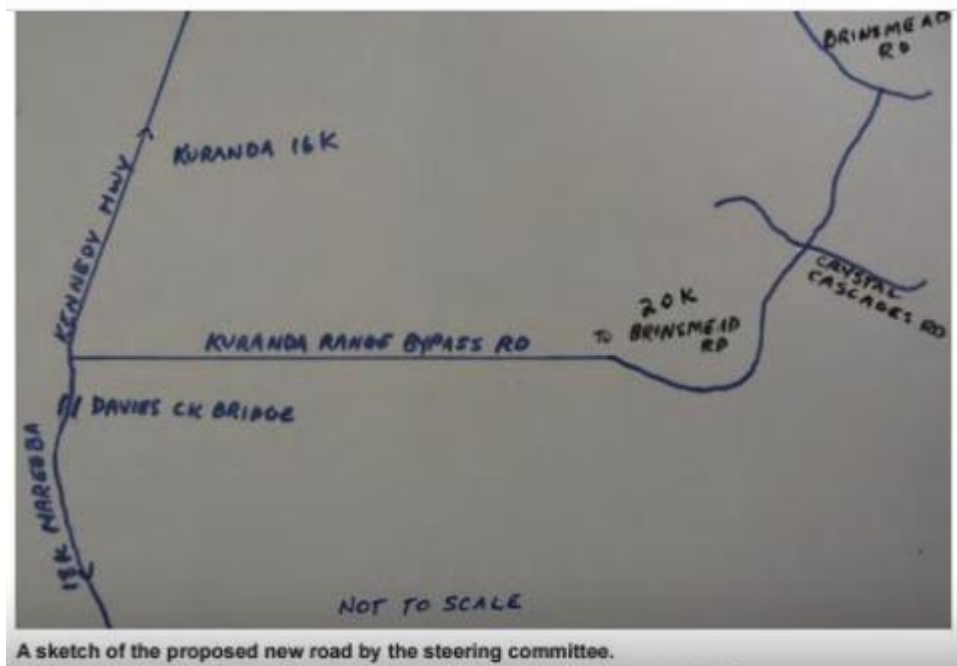 BRINSMEAD
RD
KURANDA 16K
KENNEDY HWY
CRYSTAL
CASCADES RD
20K
TO BRINSMEAD
RD
KURANDA RANGE BYPASS RD
DAVIES CK BRIDGE
18K MAREEBA
NOT TO SCALE
A sketch of the proposed new road by the steering committee.